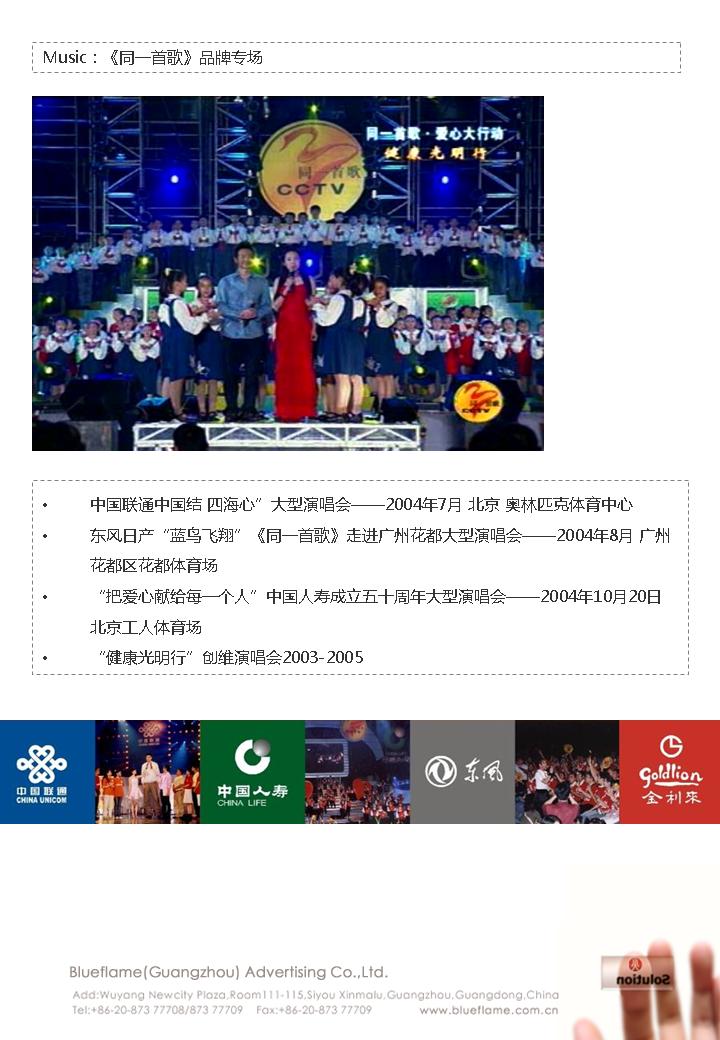 Music：《同一首歌》品牌专场
同一首歌·爱心大行动
健康光明行
同一首歌
CCTV
CCTV
• 中国联通中国结 四海心”大型演唱会——2004年7月 北京 奥林匹克体育中心
• 东风日产“蓝鸟飞翔”《同一首歌》走进广州花都大型演唱会——2004年8月 广州
花都区花都体育场
• “把爱心献给每一个人”中国人寿成立五十周年大型演唱会——2004年10月20日
北京工人体育场
• “健康光明行”创维演唱会2003-2005
中国联通
CHINA UNICOM
中国人寿
CHINA LIFE
东风
Goldlion
金利来
Blueflame(Guangzhou) Advertising Co.,Ltd.
Add:Wuyang Newcity Plaza,Room111-115,Siyou Xinmalu,Guangzhou,Guangdong,China
Tel:+86-20-873 77708/873 77709 Fax:+86-20-873 77709 www.blueflame.com.cn
Solution